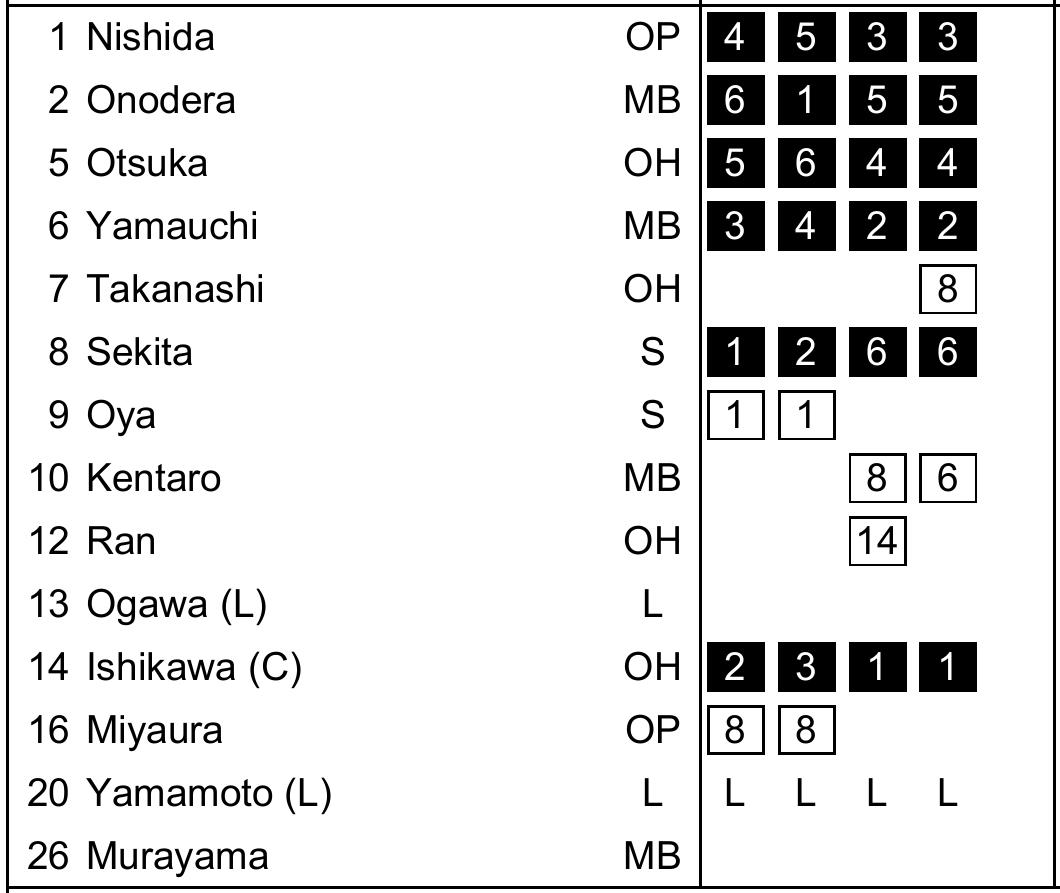 1 Nishida OP 4 5 3 3
2 Onodera MB 6 1 5 5
5 Otsuka OH 5 6 4 4
6 Yamauchi MB 3 4 2 2
7 Takanashi OH 8
8 Sekita S 1 2 6 6
9 Oya S 1 1
10 Kentaro MB 8 6
12 Ran OH 14
13 Ogawa (L) L
14 Ishikawa (C) OH 2 3 1 1
16 Miyaura OP 8 8
20 Yamamoto (L) L L L L L
26 Murayama MB